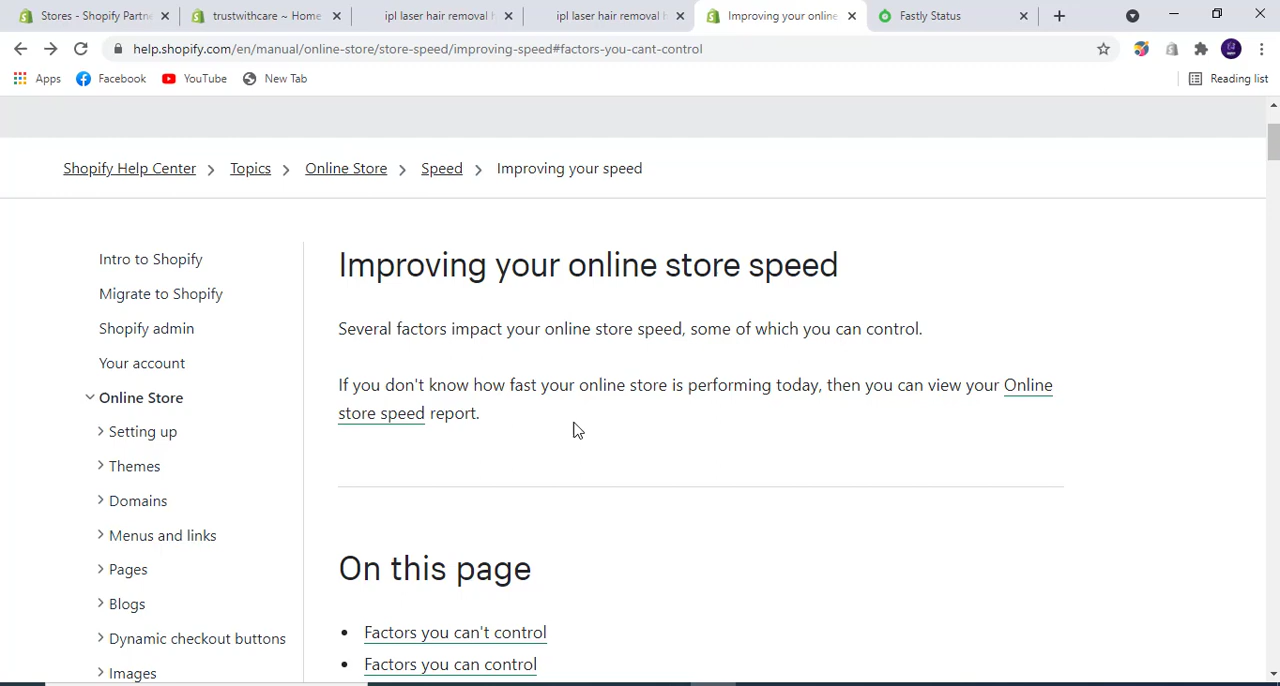 Stores - Shopify Partn
trustwithcare ~ Home
ipl laser hair removal h
ipl laser hair removal
Improving your online
Fastly Status
help.shopify.com/en/manual/online-store/store-speed/improving-speed#factors-you-cant-control
Apps
Facebook
YouTube
New Tab
Reading list
Shopify Help Center
Topics
Online Store
Speed
Improving your speed
Intro to Shopify
Migrate to Shopify
Shopify admin
Your account
Online Store
Setting up
Themes
Domains
Menus and links
Pages
Blogs
Dynamic checkout buttons
Images
Improving your online store speed
Several factors impact your online store speed, some of which you can control.
If you don't know how fast your online store is performing today, then you can view your Online
store speed report.
On this page
Factors you can't control
Factors you can control